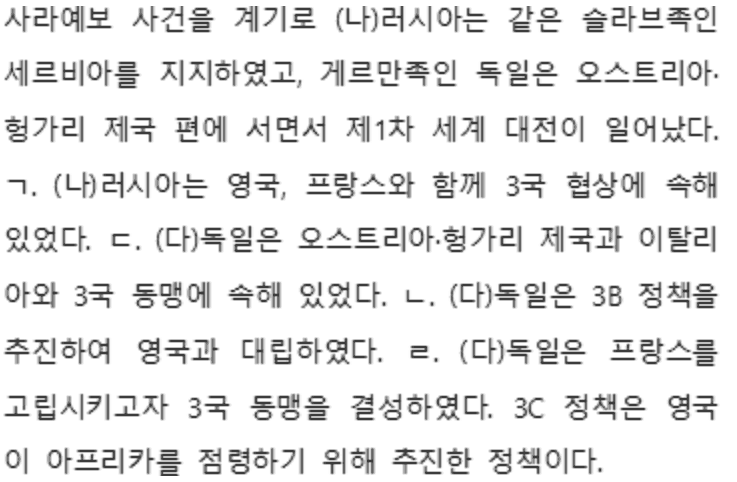 사라예보 사건을 계기로 (나)러시아는 같은 슬라브족인
세르비아를 지지하였고, 게르만족인 독일은 오스트리아·
헝가리 제국 편에 서면서 제1차 세계 대전이 일어났다.
ㄱ. (나)러시아는 영국, 프랑스와 함께 3국 협상에 속해
있었다. ㄷ. (다)독일은 오스트리아·헝가리 제국과 이탈리
아와 3국 동맹에 속해 있었다. ㄴ. (다)독일은 3B 정책을
추진하여 영국과 대립하였다. ㄹ. (다)독일은 프랑스를
고립시키고자 3국 동맹을 결성하였다. 3C 정책은 영국
이 아프리카를 점령하기 위해 추진한 정책이다.